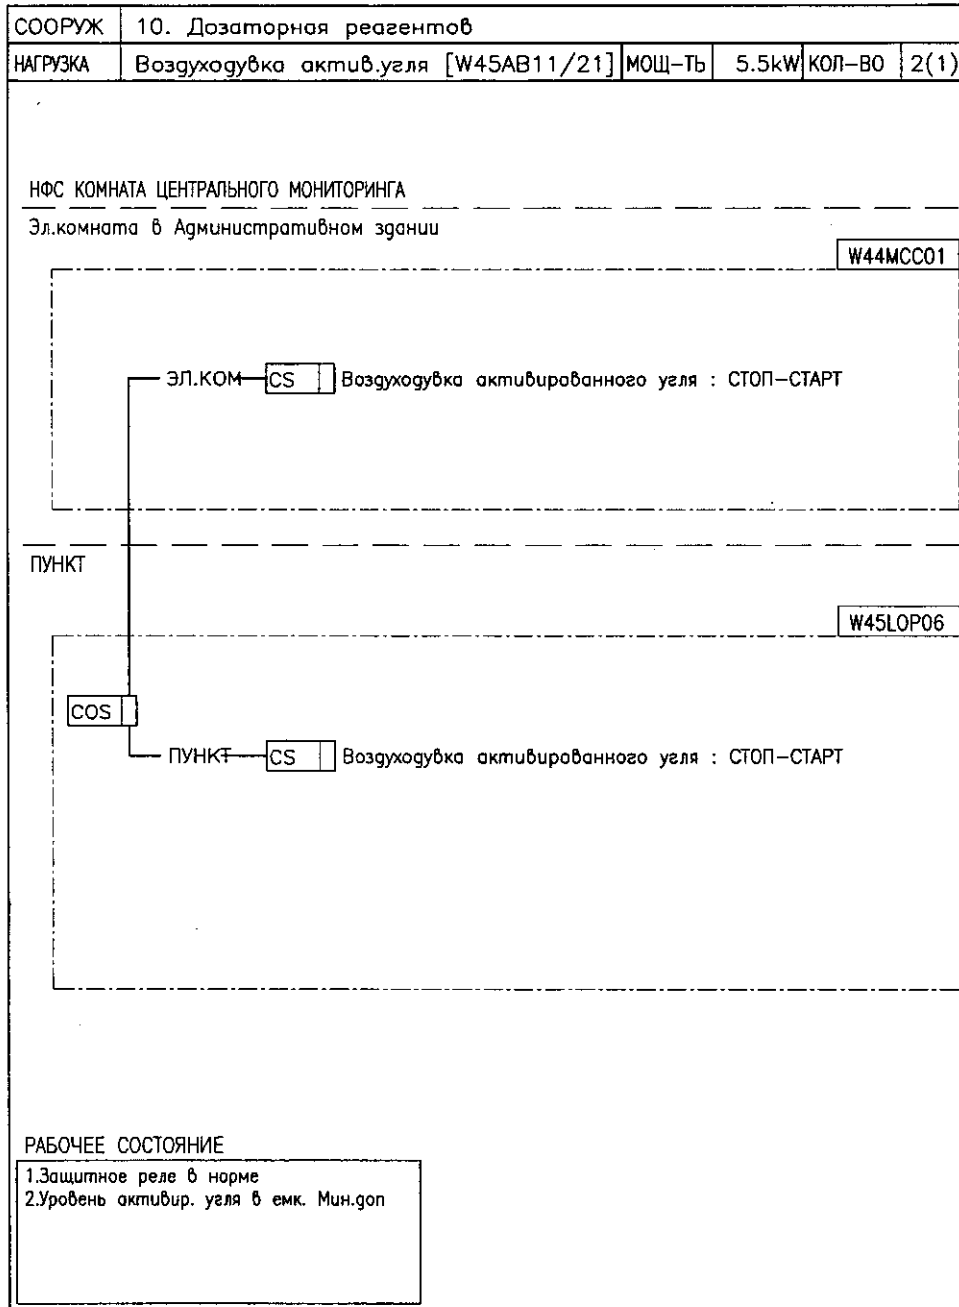 СООРУЖ 10. Дозаторная реагентов
НАГРУЗКА Воздуходувка актив.угля [W45AB11/21] МОЩ-ТЬ 5.5kW КОЛ-ВО 2(1)
НФС КОМНАТА ЦЕНТРАЛЬНОГО МОНИТОРИНГА
Эл.комната в Административном здании
W44MCC01
ЭЛ.КОМ CS Воздуходувка активированного угля : СТОП-СТАРТ
ПУНКТ
W45LOP06
COS
ПУНКТ CS Воздуходувка активированного угля : СТОП-СТАРТ
РАБОЧЕЕ СОСТОЯНИЕ
1.Защитное реле в норме
2.Уровень активир. угля в емк. Мин.доп